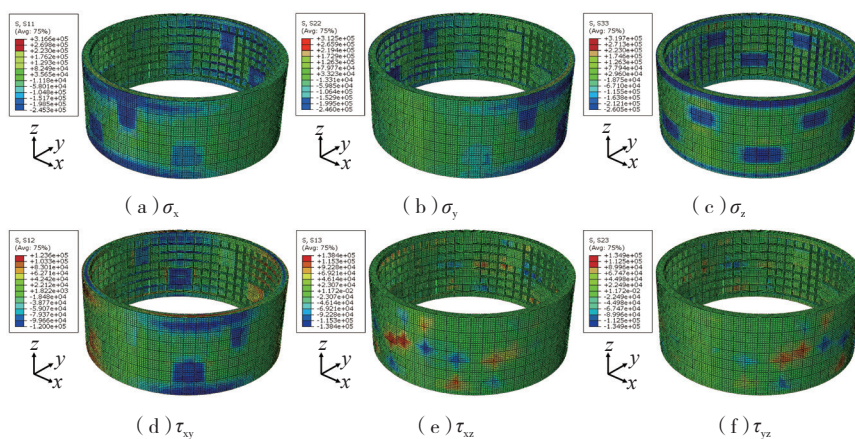 S, S11
(Avg: 75%)
+3.166e+05
+2.698e+05
+2.230e+05
+1.762e+05
+1.293e+05
+8.249e+04
+3.565e+04
-1.118e+04
-5.801e+04
-1.048e+05
-1.517e+05
-1.985e+05
-2.453e+05
z
y
x
(a)σx
S, S22
(Avg: 75%)
+3.125e+05
+2.659e+05
+2.194e+05
+1.729e+05
+1.263e+05
+7.977e+04
+3.323e+04
-1.331e+04
-5.985e+04
-1.064e+05
-1.529e+05
-1.995e+05
-2.460e+05
z
y
x
(b)σy
S, S33
(Avg: 75%)
+3.197e+05
+2.713e+05
+2.230e+05
+1.746e+05
+1.263e+05
+7.794e+04
+2.960e+04
-1.875e+04
-6.710e+04
-1.155e+05
-1.638e+05
-2.121e+05
-2.605e+05
z
y
x
(c)σz
S, S12
(Avg: 75%)
+1.236e+05
+1.033e+05
+8.301e+04
+6.271e+04
+4.242e+04
+2.212e+04
+1.822e+03
-1.848e+04
-3.877e+04
-5.907e+04
-7.937e+04
-9.966e+04
-1.200e+05
z
y
x
(d)τxy
S, S13
(Avg: 75%)
+1.384e+05
+1.153e+05
+9.228e+04
+6.921e+04
+4.614e+04
+2.307e+04
+1.172e-02
-2.307e+04
-4.614e+04
-6.921e+04
-9.228e+04
-1.153e+05
-1.384e+05
z
y
x
(e)τxz
S, S23
(Avg: 75%)
+1.349e+05
+1.125e+05
+8.996e+04
+6.747e+04
+4.498e+04
+2.249e+04
+1.172e-02
-2.249e+04
-4.498e+04
-6.747e+04
-8.996e+04
-1.125e+05
-1.349e+05
z
y
x
(f)τyz